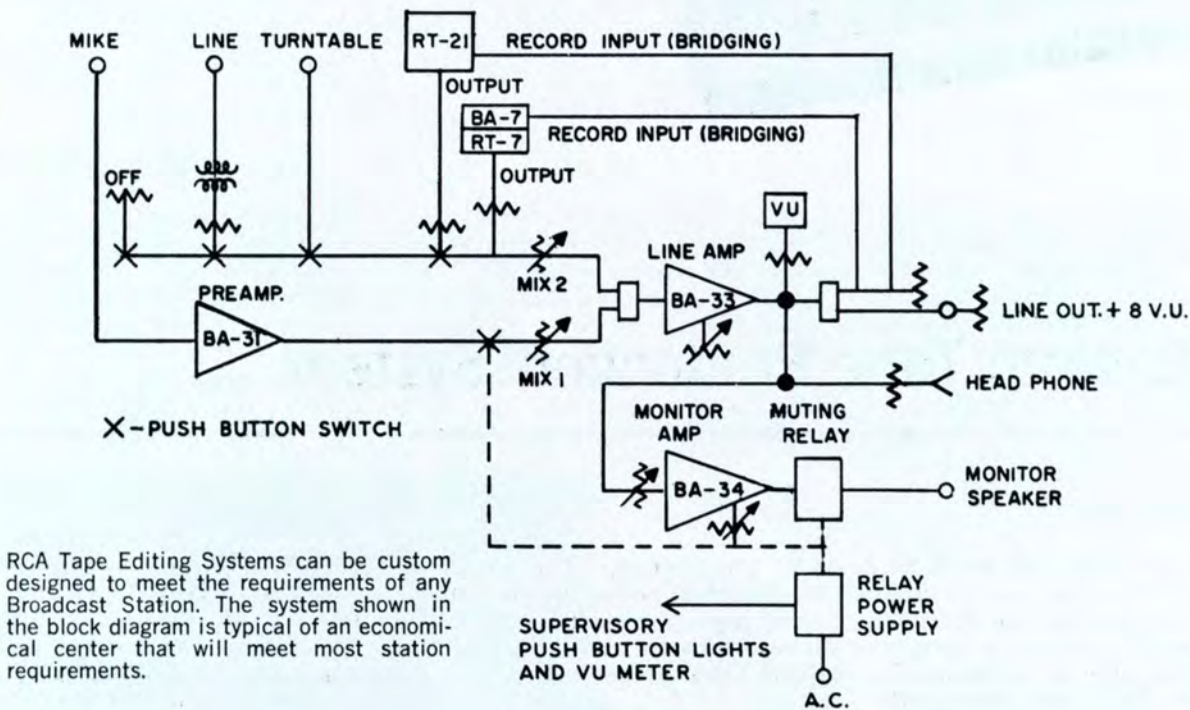 MIKE
LINE
TURNTABLE
RT-21
RECORD INPUT (BRIDGING)
OUTPUT
BA-7
RT-7
RECORD INPUT (BRIDGING)
OUTPUT
OFF
VU
PREAMP.
BA-31
MIX 2
MIX 1
LINE AMP
BA-33
LINE OUT. + 8 V.U.
HEAD PHONE
X-PUSH BUTTON SWITCH
MONITOR
AMP
BA-34
MUTING
RELAY
MONITOR
SPEAKER
RELAY
POWER
SUPPLY
SUPERVISORY
PUSH BUTTON LIGHTS
AND VU METER
A.C.
RCA Tape Editing Systems can be custom
designed to meet the requirements of any
Broadcast Station. The system shown in
the block diagram is typical of an economi-
cal center that will meet most station
requirements.